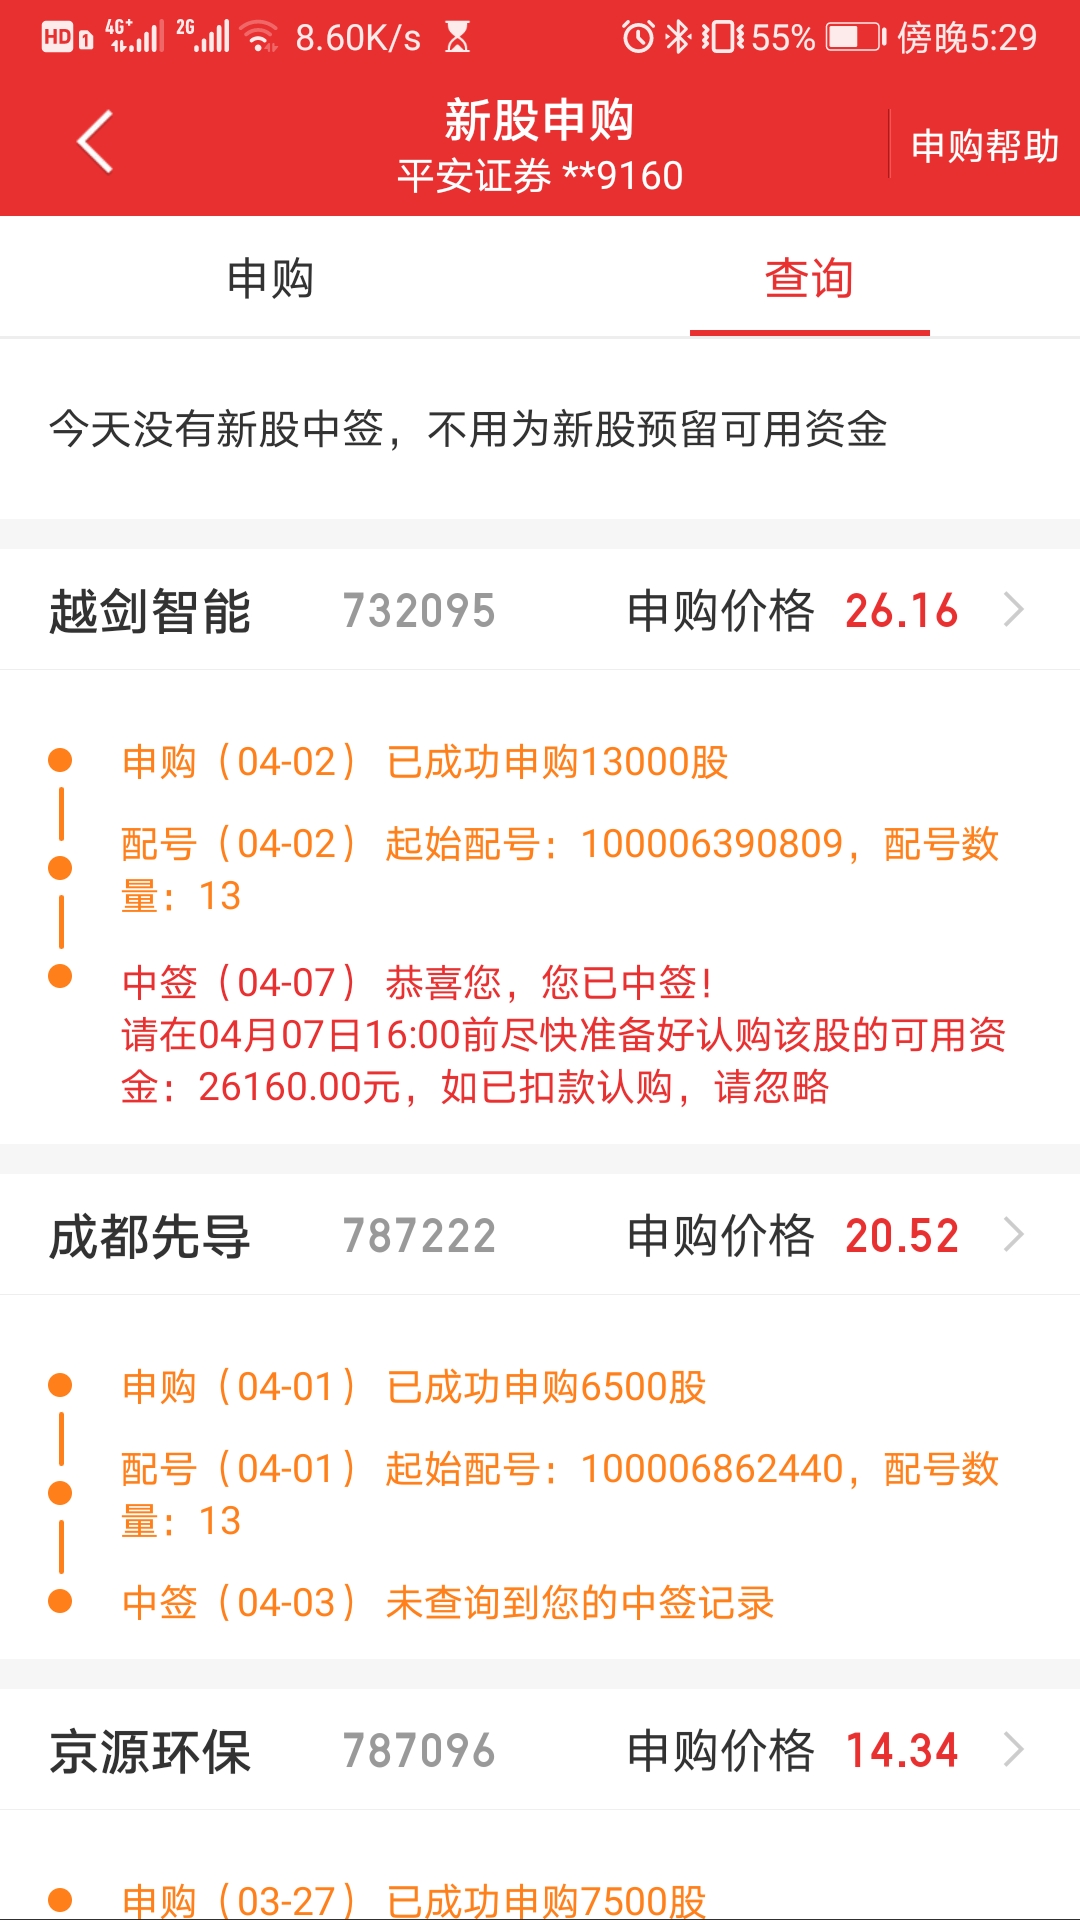 HD 1 4G+ 2G 8.60K/s 55% 傍晚5:29
新股申购
平安证券 **9160
申购帮助
申购 查询
今天没有新股中签，不用为新股预留可用资金
越剑智能 732095 申购价格 26.16
申购（04-02） 已成功申购13000股
配号（04-02） 起始配号：100006390809，配号数
量：13
中签（04-07） 恭喜您，您已中签！
请在04月07日16:00前尽快准备好认购该股的可用资
金：26160.00元，如已扣款认购，请忽略
成都先导 787222 申购价格 20.52
申购（04-01） 已成功申购6500股
配号（04-01） 起始配号：100006862440，配号数
量：13
中签（04-03） 未查询到您的中签记录
京源环保 787096 申购价格 14.34
申购（03-27） 已成功申购7500股